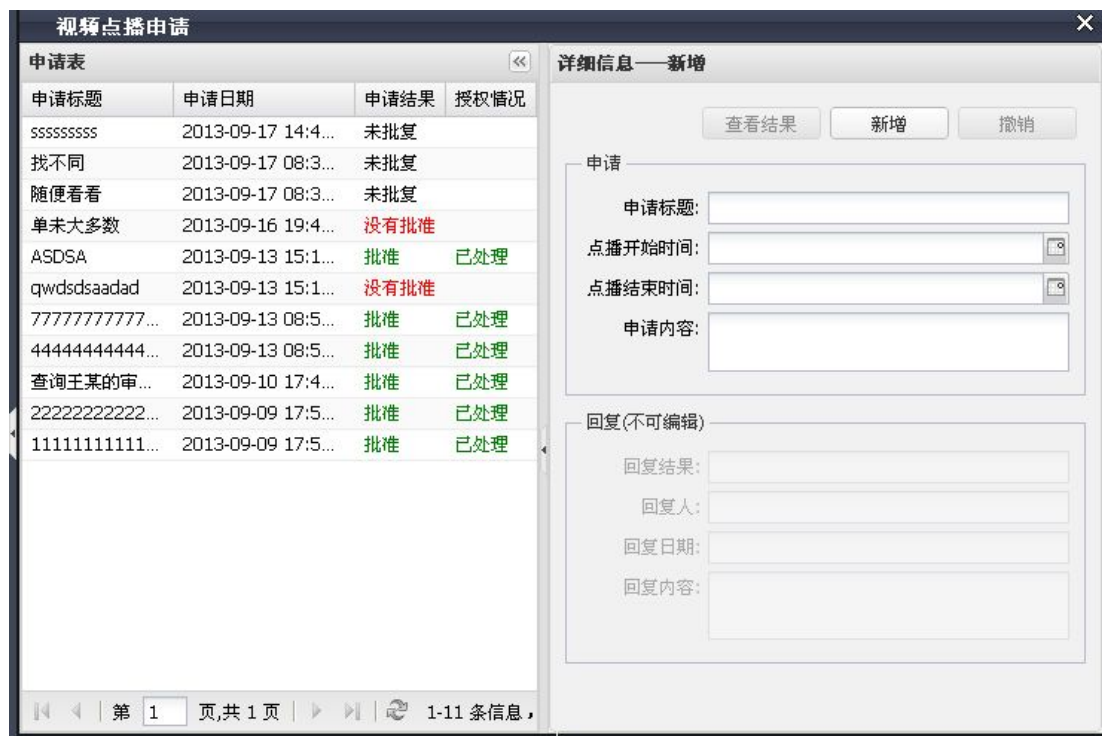 视频点播申请
申请表
申请标题 申请日期 申请结果 授权情况
sssssssss 2013-09-17 14:4... 未批复
找不同 2013-09-17 08:3... 未批复
随便看看 2013-09-17 08:3... 未批复
单未大多数 2013-09-16 19:4... 没有批准
ASDSA 2013-09-13 15:1... 批准 已处理
qwdsdsaadad 2013-09-13 15:1... 没有批准
77777777777... 2013-09-13 08:5... 批准 已处理
44444444444... 2013-09-13 08:5... 批准 已处理
查询王某的审... 2013-09-10 17:4... 批准 已处理
22222222222... 2013-09-09 17:5... 批准 已处理
11111111111... 2013-09-09 17:5... 批准 已处理
第 1 页,共 1 页 1-11 条信息,
详细信息——新增
查看结果 新增 撤销
申请
申请标题:
点播开始时间:
点播结束时间:
申请内容:
回复(不可编辑)
回复结果:
回复人:
回复日期:
回复内容: